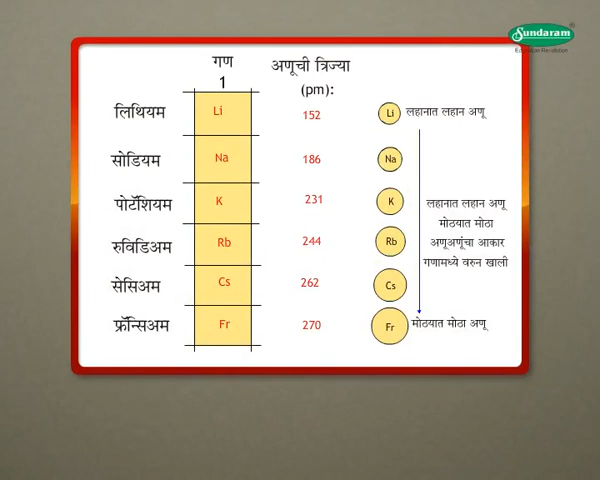 Sundaram
गण
1
अणूची त्रिज्या
(pm):
लिथियम Li 152 Li लहानात लहान अणू
सोडियम Na 186 Na
पोटॅशियम K 231 K
रुविडिअम Rb 244 Rb
सेसिअम Cs 262 Cs
फ्रॅान्सिअम Fr 270 Fr मोठयात मोठा अणू
लहानात लहान अणू
मोठयात मोठा
अणूअणूंचा आकार
गणामध्ये वरुन खाली